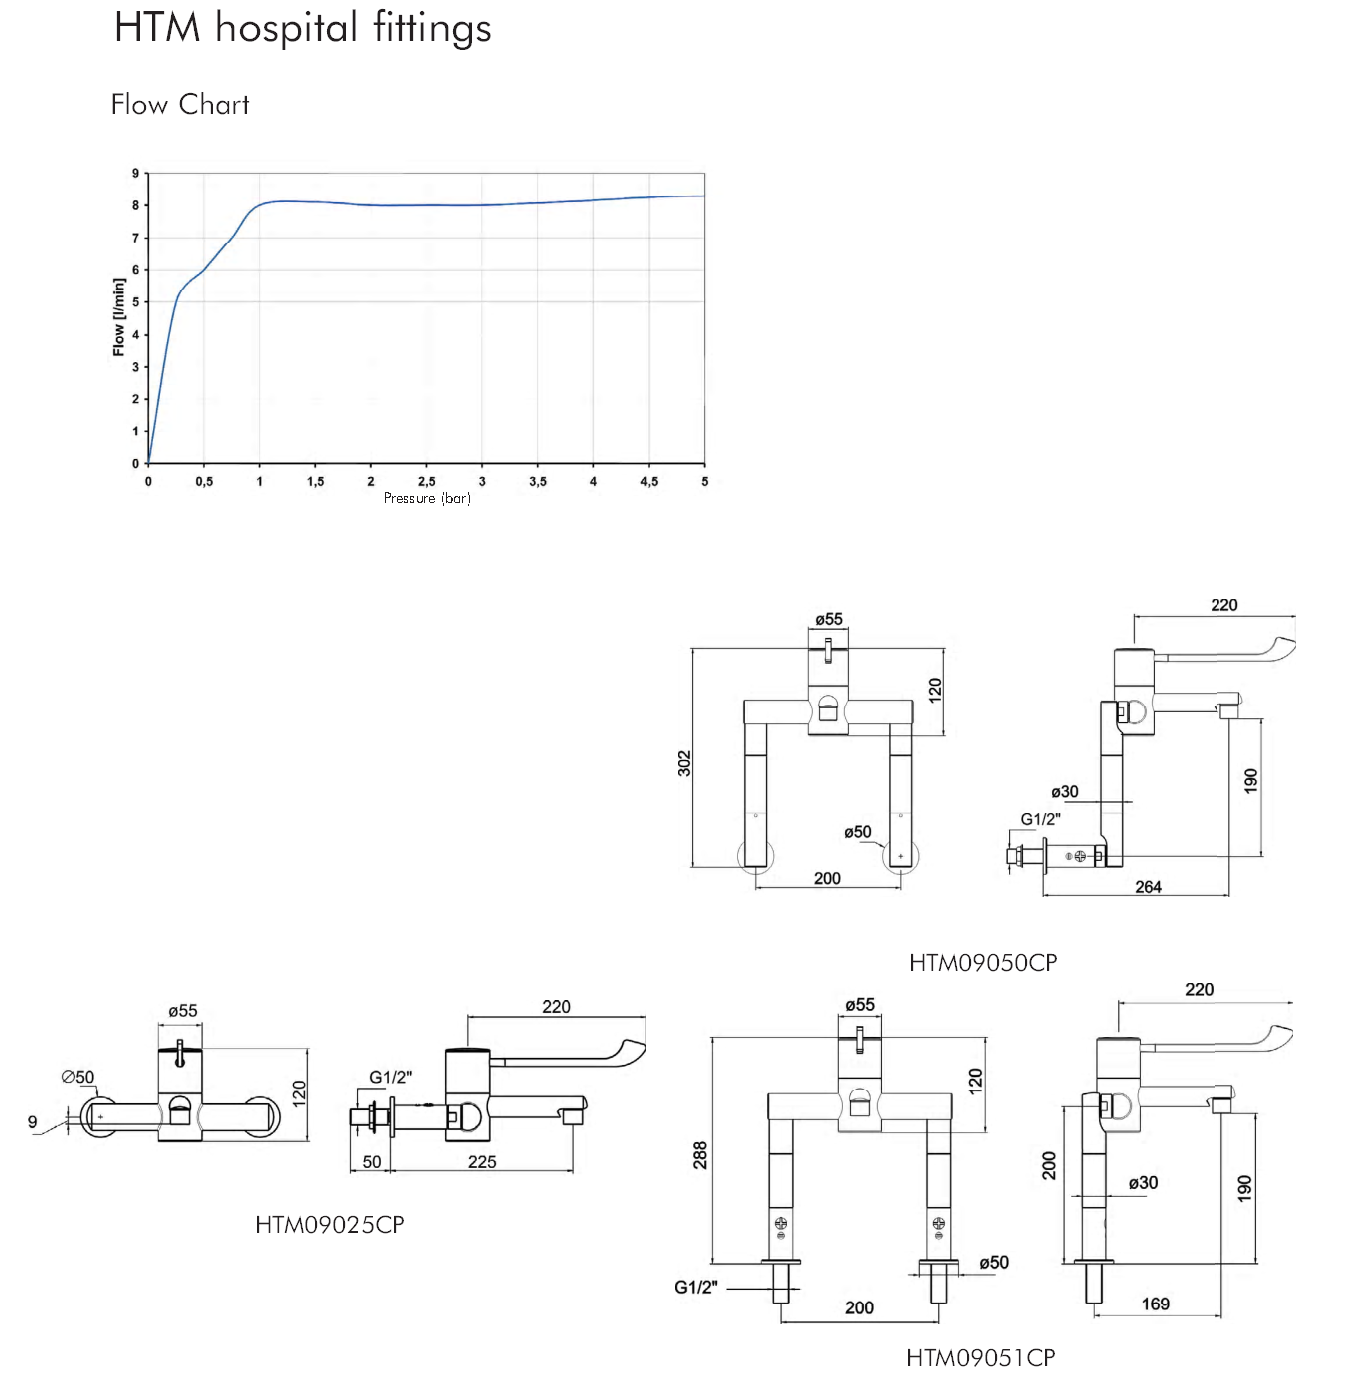 HTM hospital fittings
Flow Chart
9
8
7
6
5
4
3
2
1
0
Flow [l/min]
0 0,5 1 1,5 2 2,5 3 3,5 4 4,5 5
Pressure (bar)
ø55
120
302
ø50
200
220
ø30
G1/2"
190
264
HTM09050CP
ø55
Ø50
120
9
220
G1/2"
50 225
HTM09025CP
ø55
120
288
G1/2"
ø50
200
220
200
ø30
190
169
HTM09051CP